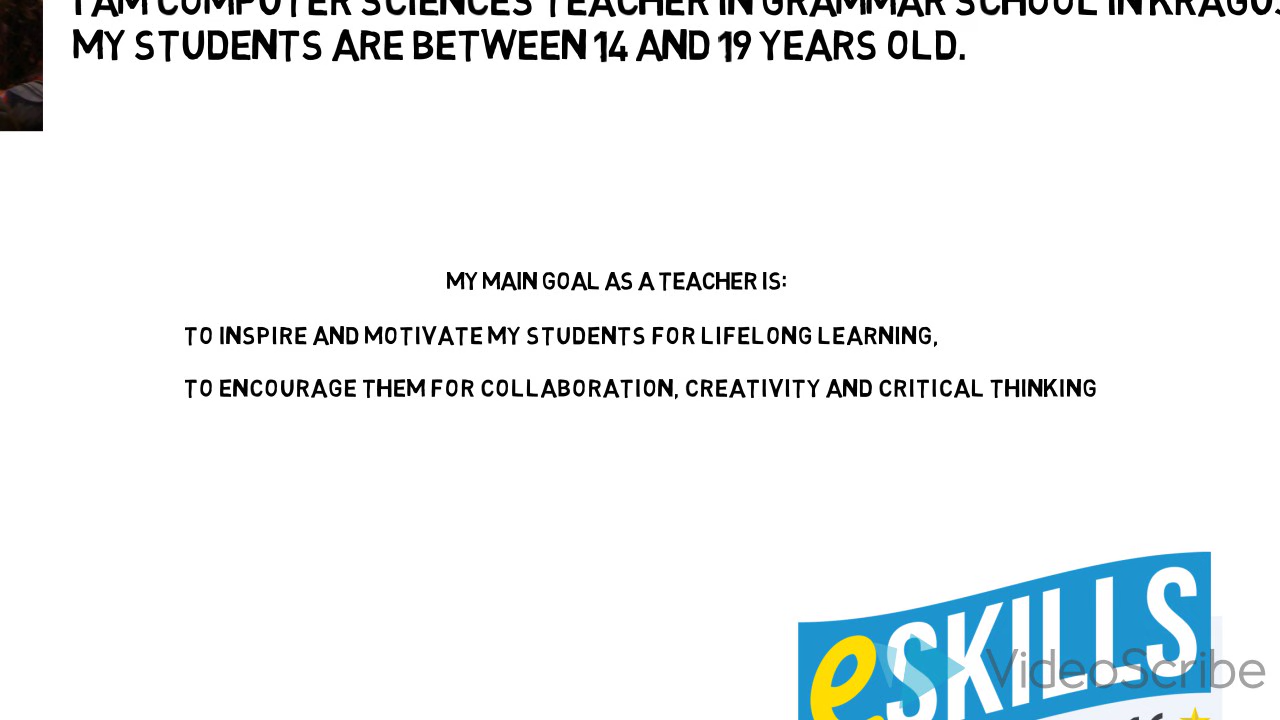 I AM COMPUTER SCIENCES TEACHER IN GRAMMAR SCHOOL IN
MY STUDENTS ARE BETWEEN 14 AND 19 YEARS OLD.
MY MAIN GOAL AS A TEACHER IS:
TO INSPIRE AND MOTIVATE MY STUDENTS FOR LIFELONG LEARNING,
TO ENCOURAGE THEM FOR COLLABORATION, CREATIVITY AND CRITICAL THINKING
eSKILLS
VideoScribe